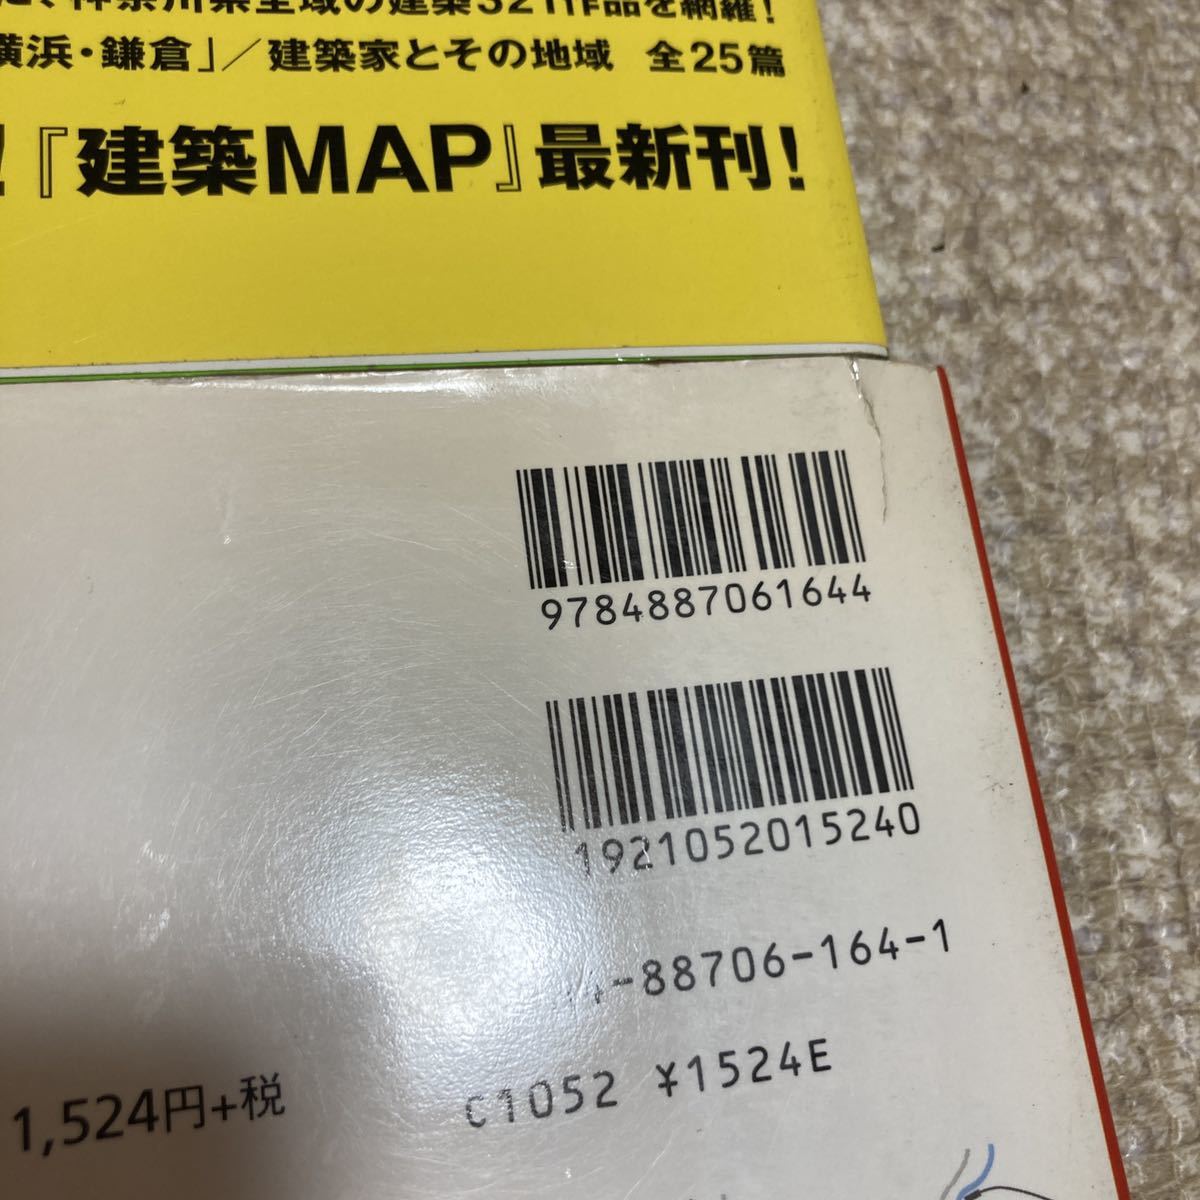 神奈川県全域の建築321作品を網羅！
横浜・鎌倉」／建築家とその地域 全25篇
！『建築MAP』最新刊！
9784887061644
1921052015240
-88706-164-1
C1052 ¥1524E
1,524円+税